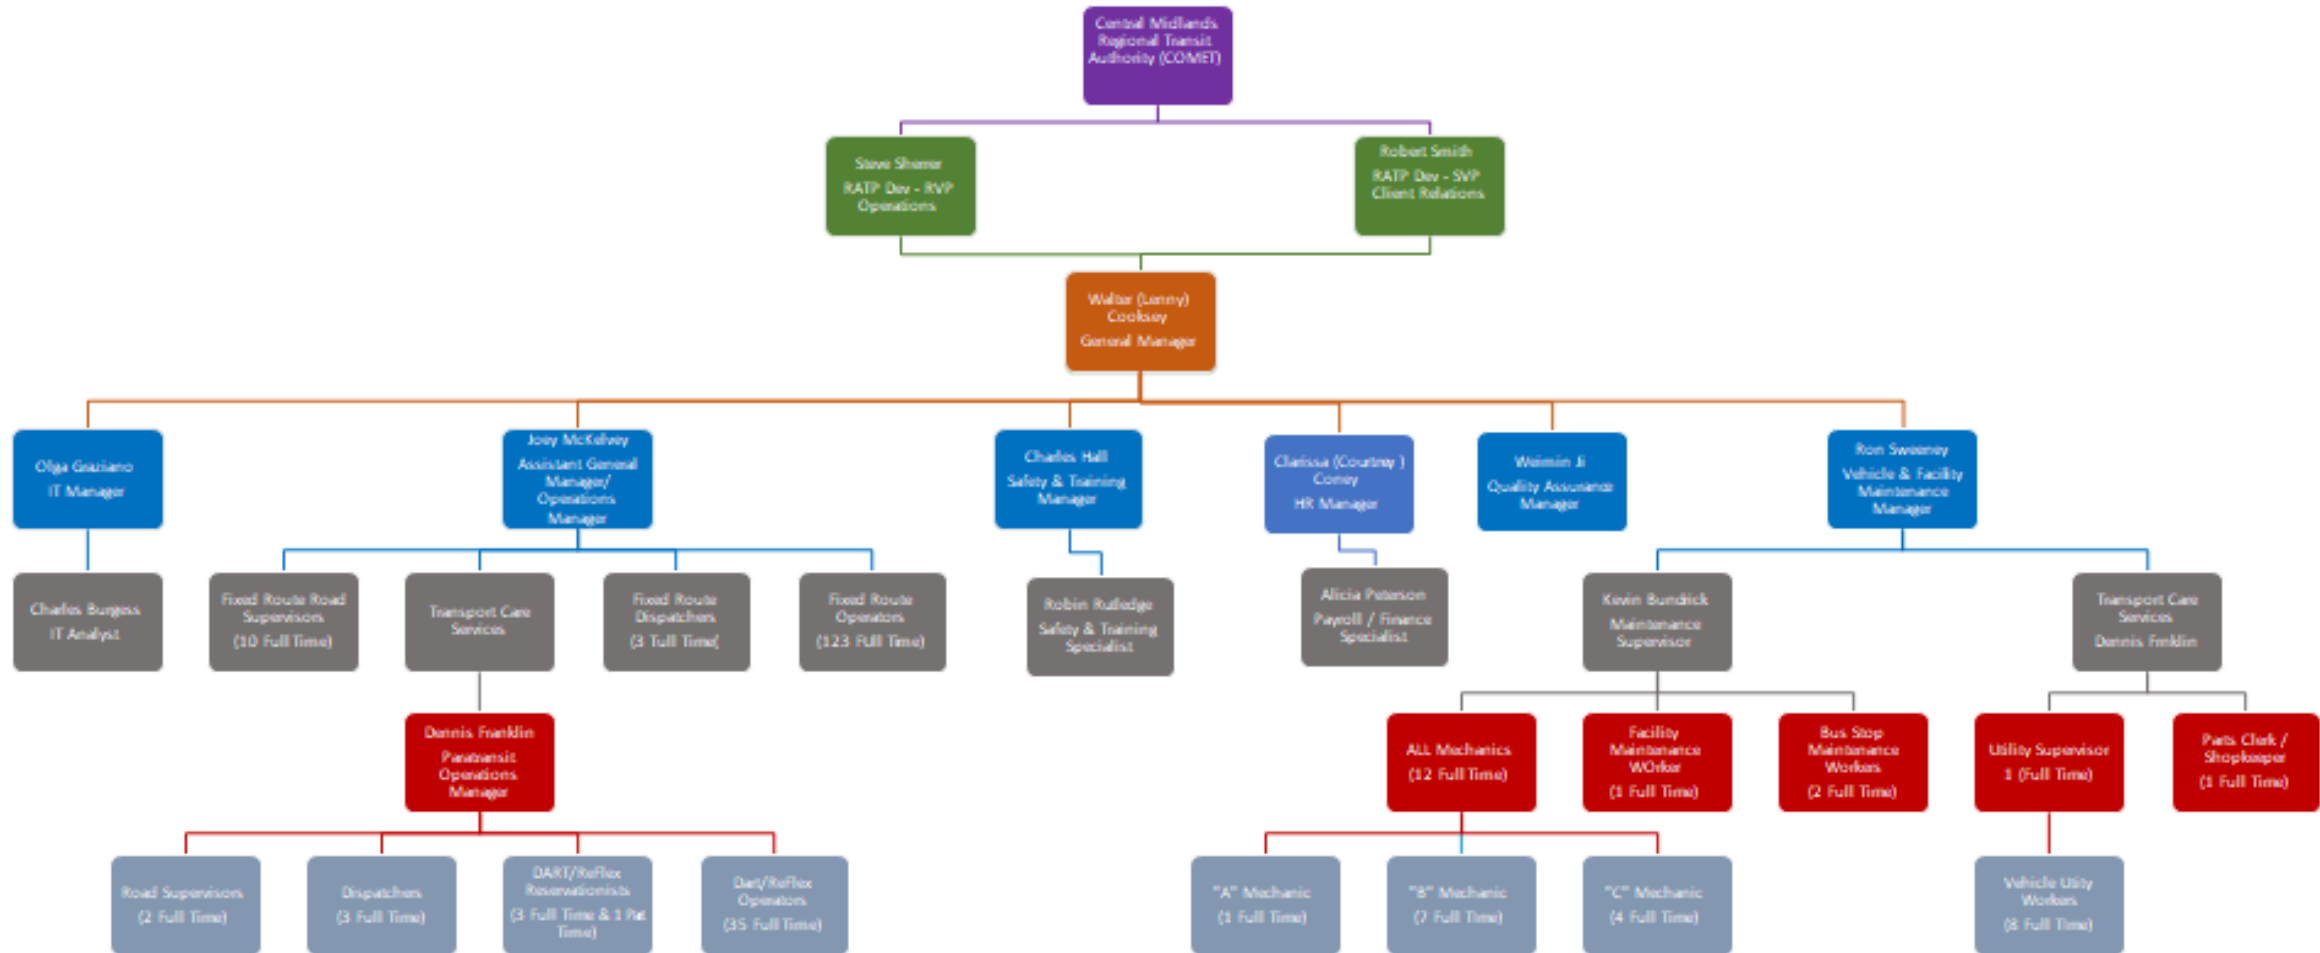 Central Midlands
Regional Transit
Authority (COMET)
Steve Sherrer
RATP Dev - RVP
Operations
Robert Smith
RATP Dev - SVP
Client Relations
Walter (Lenny)
Cooksey
General Manager
Olga Graziano
IT Manager
Joey McKelvey
Assistant General
Manager/
Operations
Manager
Charles Hall
Safety & Training
Manager
Clarissa (Courtney )
Coney
HR Manager
Weimin Ji
Quality Assurance
Manager
Ron Sweeney
Vehicle & Facility
Maintenance
Manager
Charles Burgess
IT Analyst
Fixed Route Road
Supervisors
(10 Full Time)
Transport Care
Services
Fixed Route
Dispatchers
(3 Tull Time(
Fixed Route
Operators
(123 FUll Time)
Robin Rutledge
Safety & Training
Specialist
Alicia Peterson
Payroll / Finance
Specialist
Kevin Bundrick
Maintenance
Supervisor
Transport Care
Services
Dennis Frnklin
Dennis Franklin
Paratransit
Operations
Manager
ALL Mechanics
(12 Full Time)
Facility
Maintenance
WOrker
(1 Full Time)
Bus Stop
Maintenance
Workers
(2 Full Time)
Utility Supervisor
1 (Full Time)
Parts Clerk /
Shopkeeper
(1 Full Time)
Road Supervisors
(2 Full Time)
Dispatchers
(3 Full Time)
DART/Reflex
Reservationists
(3 Full Time & 1 Pat
Time)
Dart/Reflex
Operators
(35 Full Time)
"A" Mechanic
(1 Full Time)
"B" Mechanic
(7 Full Time)
"C" Mechanic
(4 Full Time)
Vehicle Utity
Workers
(8 Full Time)